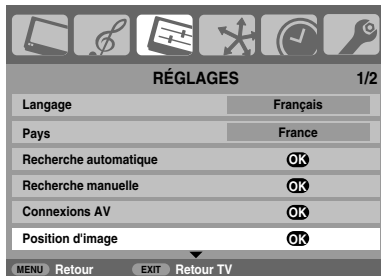 RÉGLAGES 1/2
Langage Français
Pays France
Recherche automatique OK
Recherche manuelle OK
Connexions AV OK
Position d'image OK
MENU Retour EXIT Retour TV